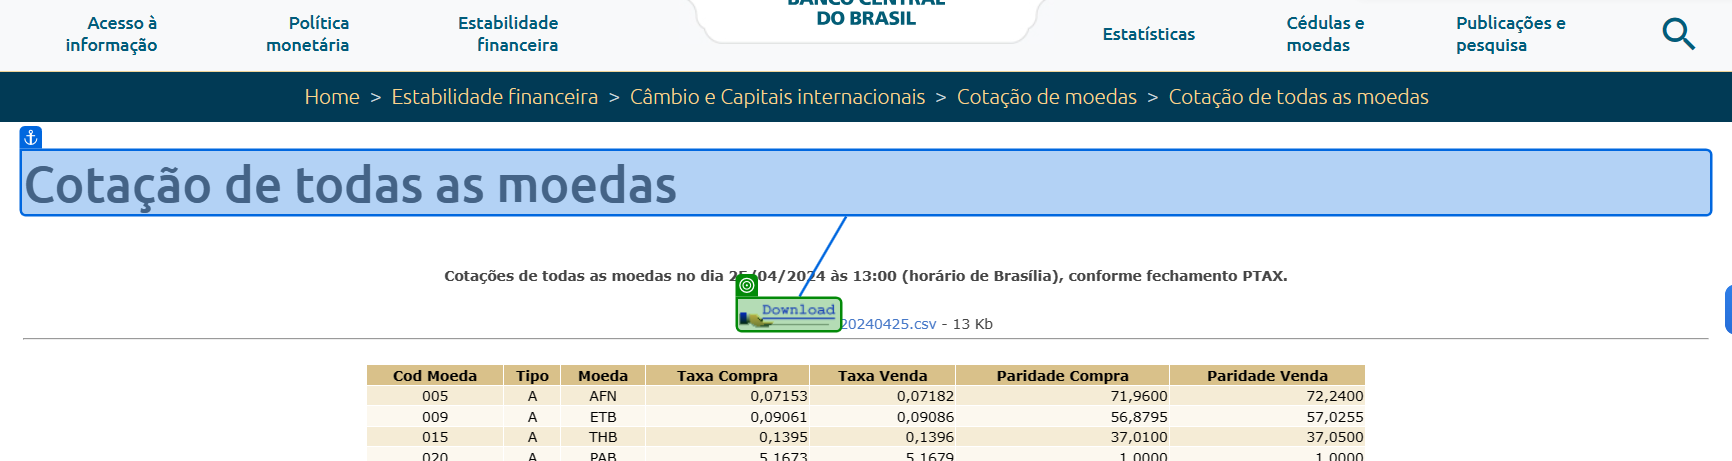 BANCO CENTRAL
DO BRASIL
Acesso à
informação
Política
monetária
Estabilidade
financeira
Estatísticas
Cédulas e
moedas
Publicações e
pesquisa
Home > Estabilidade financeira > Câmbio e Capitais internacionais > Cotação de moedas > Cotação de todas as moedas
Cotação de todas as moedas
Cotações de todas as moedas no dia 25/04/2024 às 13:00 (horário de Brasília), conforme fechamento PTAX.
Download 20240425.csv - 13 Kb
Cod Moeda Tipo Moeda Taxa Compra Taxa Venda Paridade Compra Paridade Venda
005 A AFN 0,07153 0,07182 71,9600 72,2400
009 A ETB 0,09061 0,09086 56,8795 57,0255
015 A THB 0,1395 0,1396 37,0100 37,0500
020 A PAB 5,1673 5,1679 1,0000 1,0000